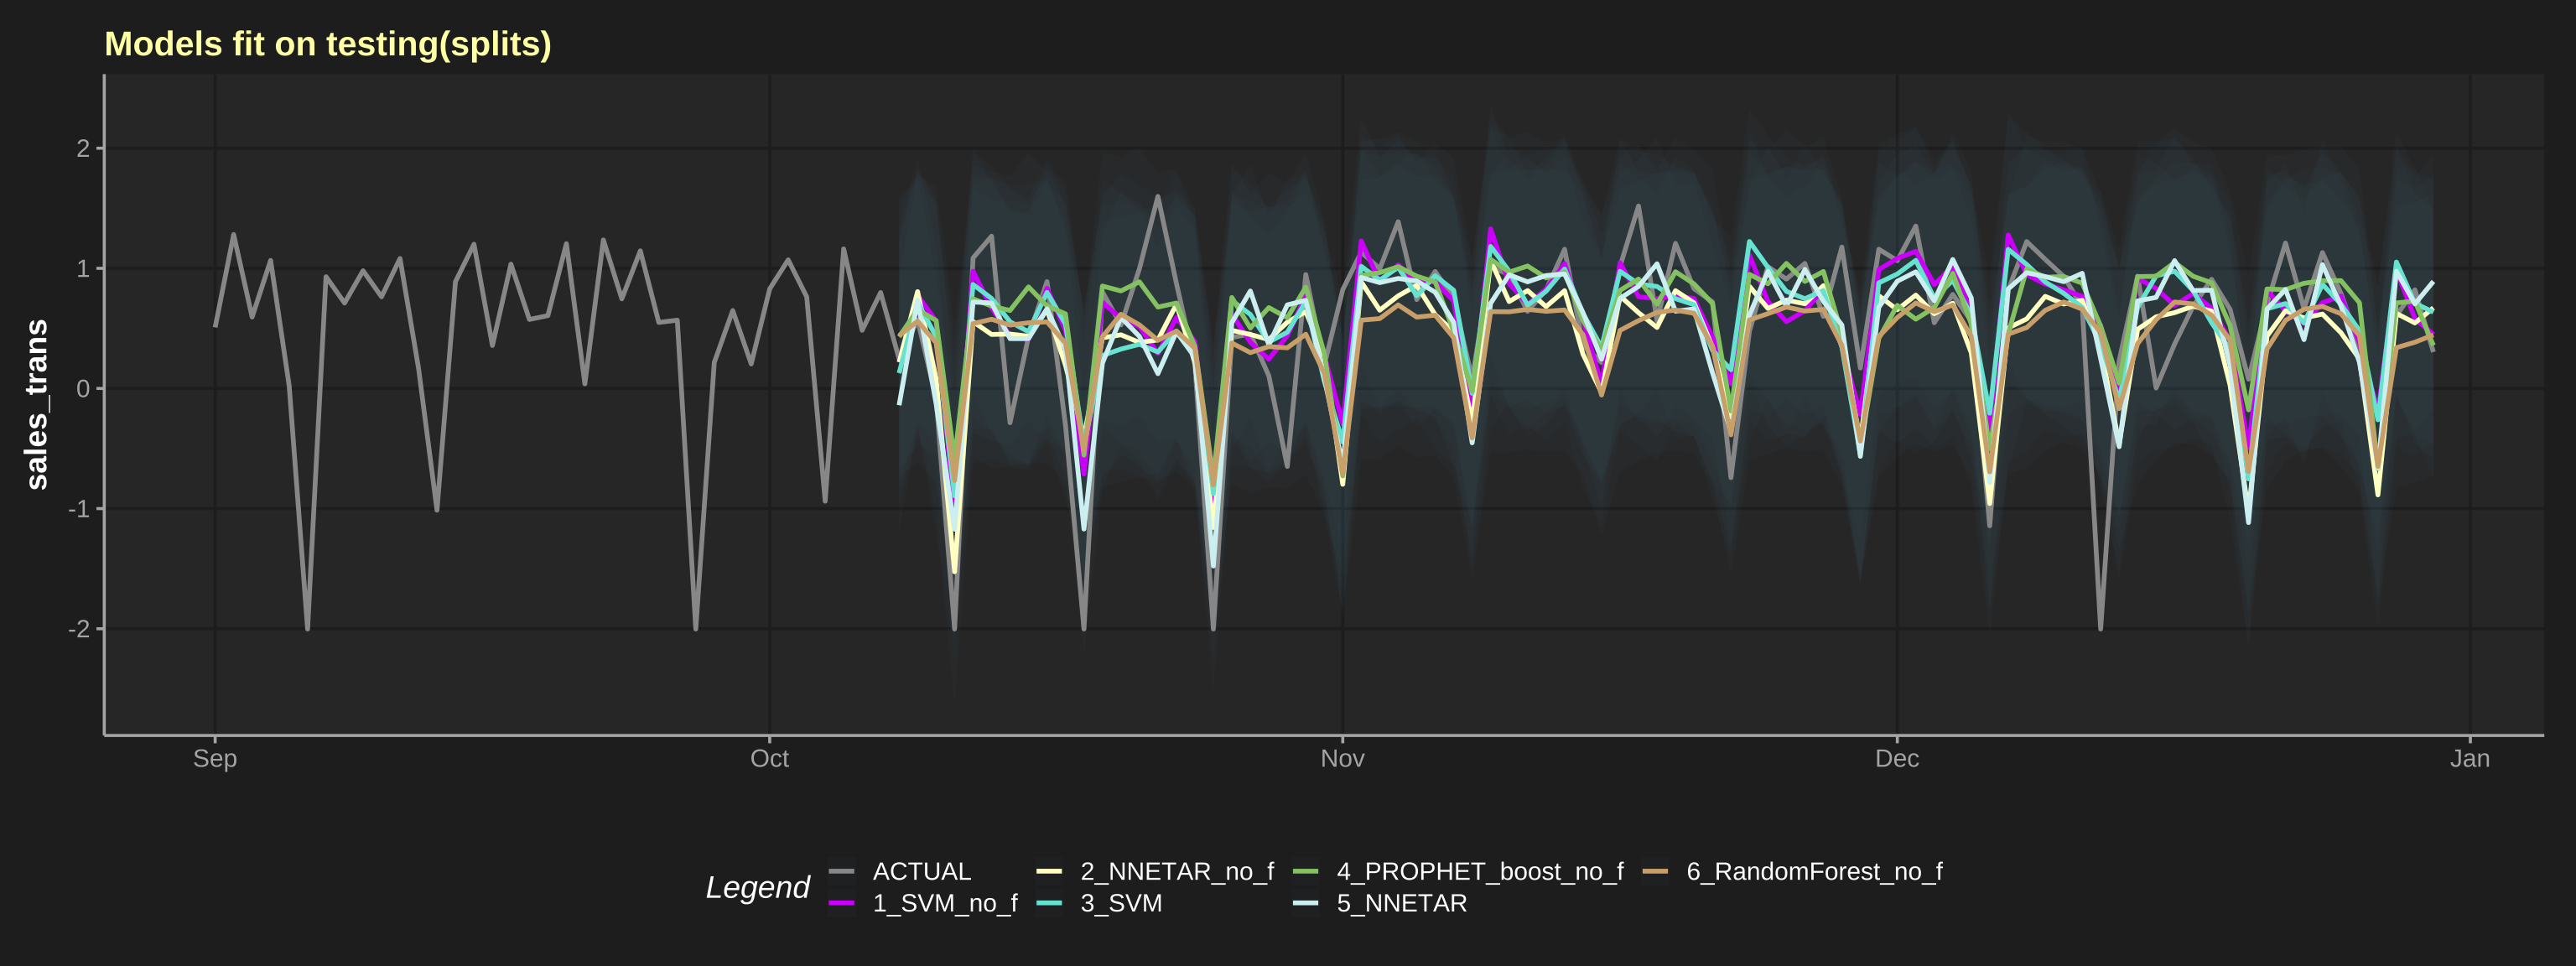 Models fit on testing(splits)
sales_trans
2
1
0
-1
-2
Sep Oct Nov Dec Jan
Legend
ACTUAL 2_NNETAR_no_f 4_PROPHET_boost_no_f 6_RandomForest_no_f
1_SVM_no_f 3_SVM 5_NNETAR